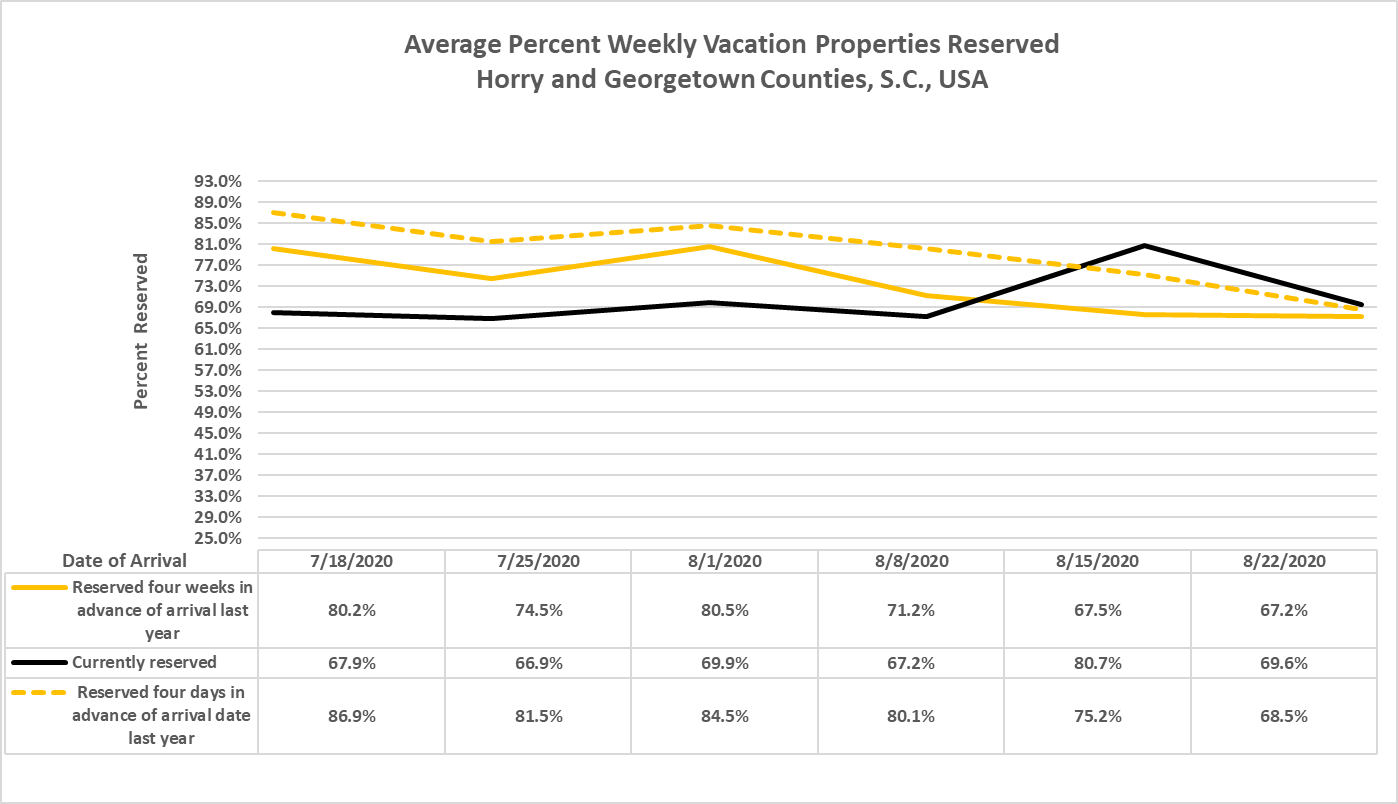 Average Percent Weekly Vacation Properties Reserved
Horry and Georgetown Counties, S.C., USA
Percent Reserved
93.0%
89.0%
85.0%
81.0%
77.0%
73.0%
69.0%
65.0%
61.0%
57.0%
53.0%
49.0%
45.0%
41.0%
37.0%
33.0%
29.0%
25.0%
Date of Arrival 7/18/2020 7/25/2020 8/1/2020 8/8/2020 8/15/2020 8/22/2020
Reserved four weeks in
advance of arrival last 80.2% 74.5% 80.5% 71.2% 67.5% 67.2%
year
Currently reserved 67.9% 66.9% 69.9% 67.2% 80.7% 69.6%
Reserved four days in
advance of arrival date 86.9% 81.5% 84.5% 80.1% 75.2% 68.5%
last year